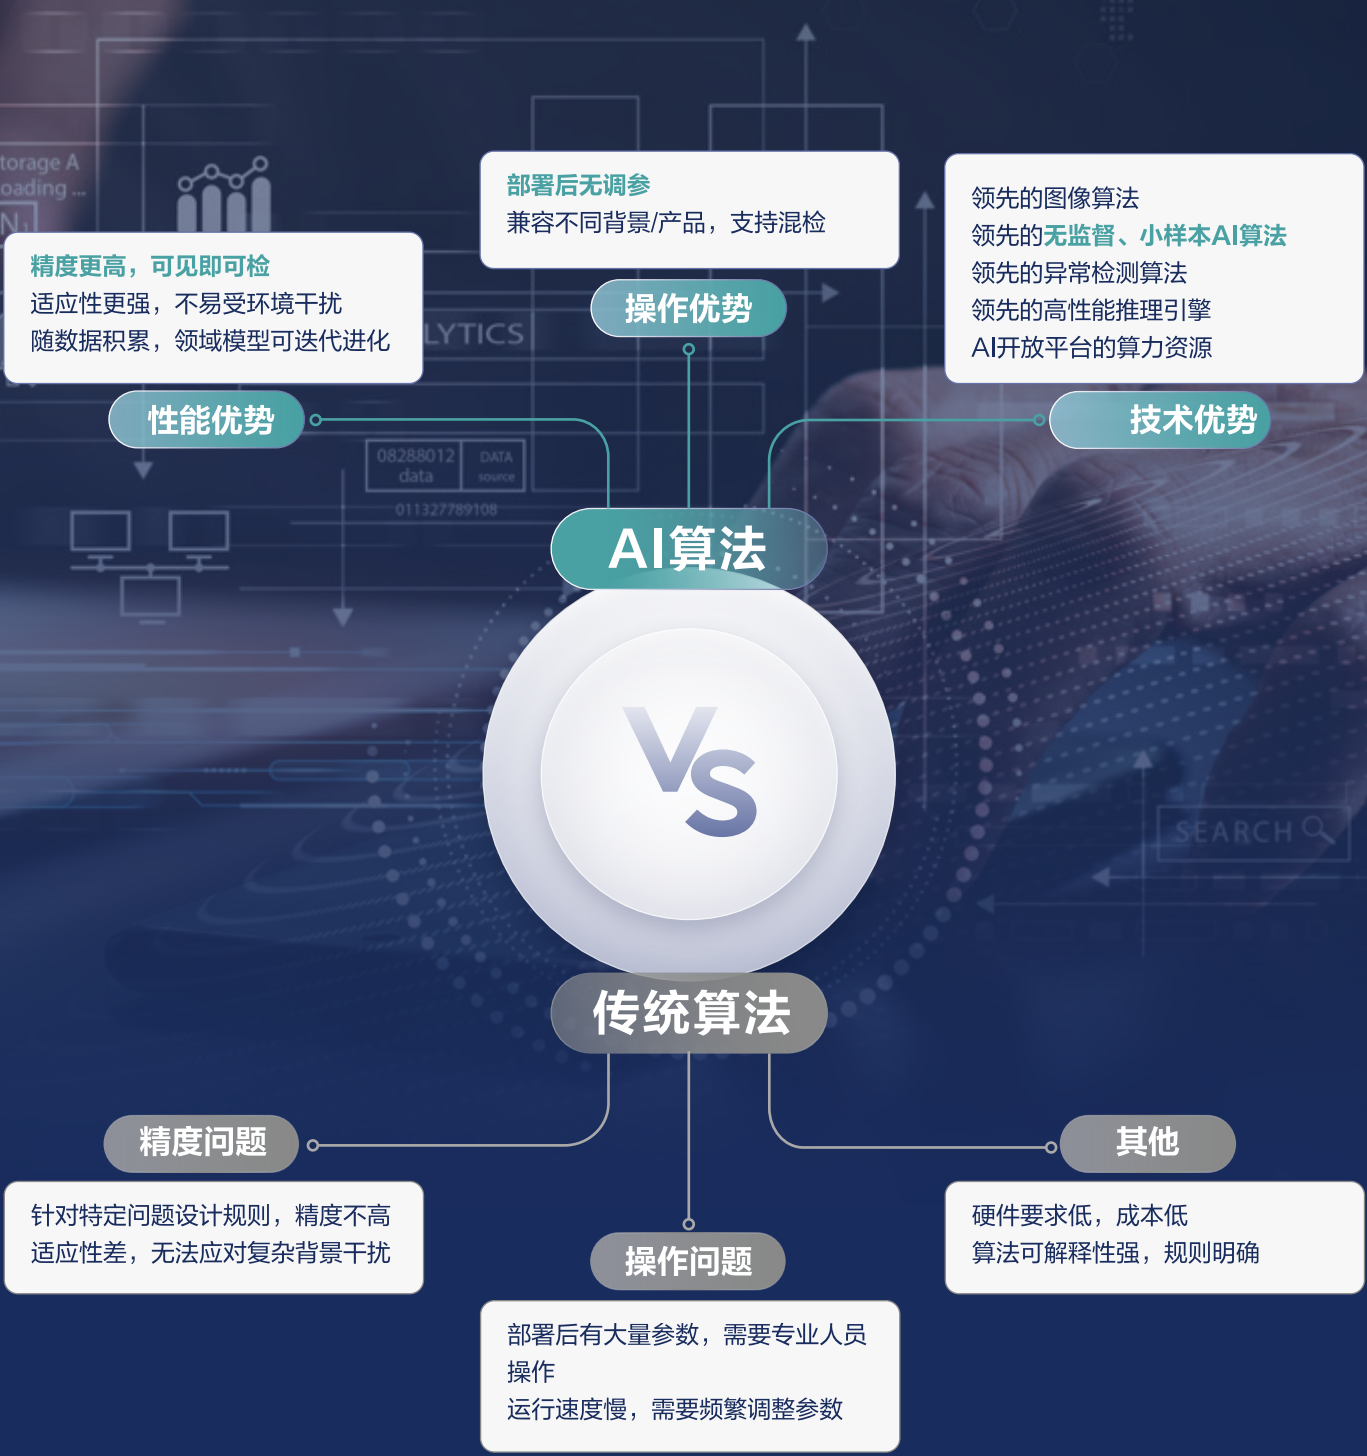 torage A
oading ...
N1
部署后无调参
兼容不同背景/产品，支持混检
操作优势
精度更高，可见即可检
适应性更强，不易受环境干扰
随数据积累，领域模型可迭代进化
性能优势
LYTICS
领先的图像算法
领先的无监督、小样本AI算法
领先的异常检测算法
领先的高性能推理引擎
AI开放平台的算力资源
技术优势
08288012
data
DATA
source
011327789108
AI算法
VS
SEARCH
传统算法
精度问题
针对特定问题设计规则，精度不高
适应性差，无法应对复杂背景干扰
操作问题
部署后有大量参数，需要专业人员
操作
运行速度慢，需要频繁调整参数
其他
硬件要求低，成本低
算法可解释性强，规则明确